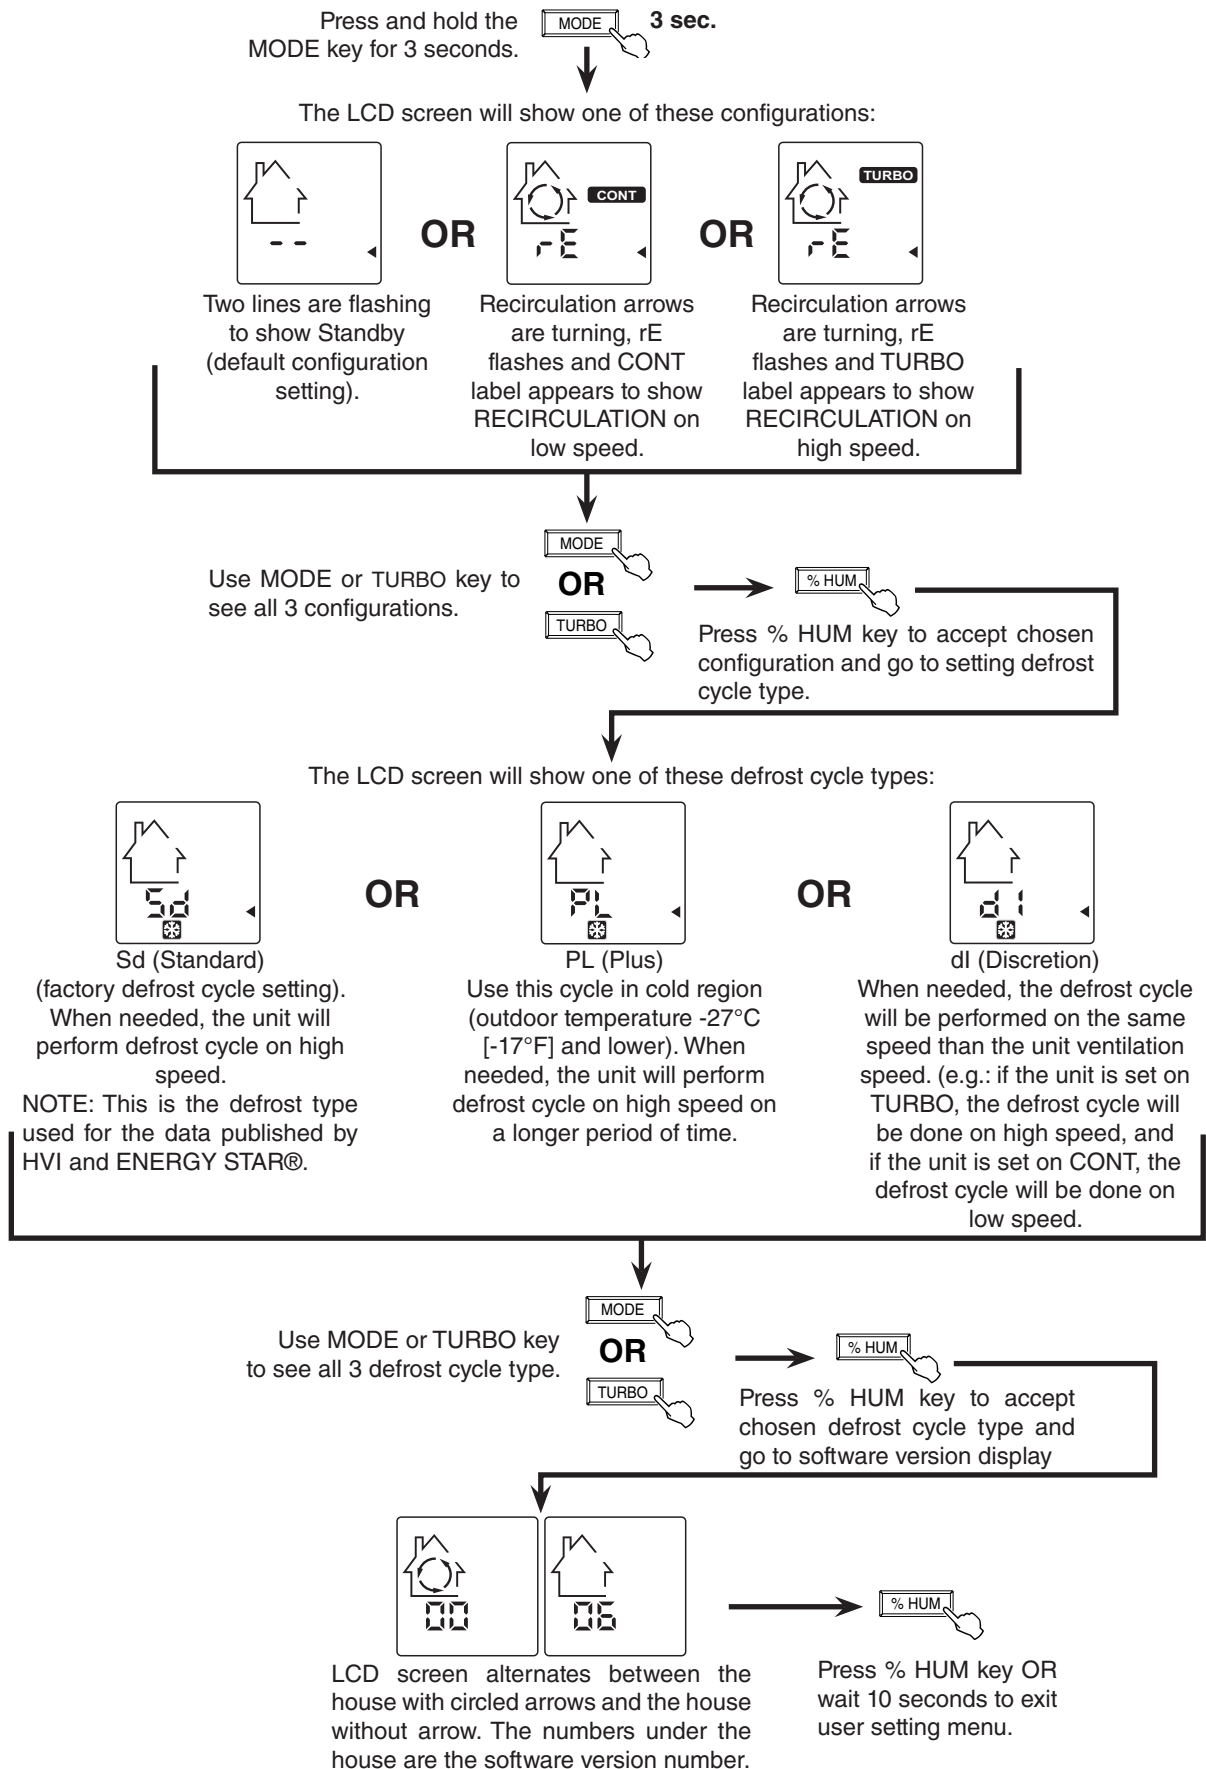 Press and hold the
MODE key for 3 seconds.
MODE
3 sec.
The LCD screen will show one of these configurations:
--
OR
CONT
rE
OR
TURBO
rE
Two lines are flashing
to show Standby
(default configuration
setting).
Recirculation arrows
are turning, rE
flashes and CONT
label appears to show
RECIRCULATION on
low speed.
Recirculation arrows
are turning, rE
flashes and TURBO
label appears to show
RECIRCULATION on
high speed.
Use MODE or TURBO key to
see all 3 configurations.
MODE
OR
TURBO
% HUM
Press % HUM key to accept chosen
configuration and go to setting defrost
cycle type.
The LCD screen will show one of these defrost cycle types:
Sd
OR
PL
OR
dI
Sd (Standard)
(factory defrost cycle setting).
When needed, the unit will
perform defrost cycle on high
speed.
NOTE: This is the defrost type
used for the data published by
HVI and ENERGY STAR®.
PL (Plus)
Use this cycle in cold region
(outdoor temperature -27°C
[-17°F] and lower). When
needed, the unit will perform
defrost cycle on high speed on
a longer period of time.
dI (Discretion)
When needed, the defrost cycle
will be performed on the same
speed than the unit ventilation
speed. (e.g.: if the unit is set on
TURBO, the defrost cycle will
be done on high speed, and
if the unit is set on CONT, the
defrost cycle will be done on
low speed.
Use MODE or TURBO key
to see all 3 defrost cycle type.
MODE
OR
TURBO
% HUM
Press % HUM key to accept
chosen defrost cycle type and
go to software version display
00
06
LCD screen alternates between the
house with circled arrows and the house
without arrow. The numbers under the
house are the software version number.
% HUM
Press % HUM key OR
wait 10 seconds to exit
user setting menu.